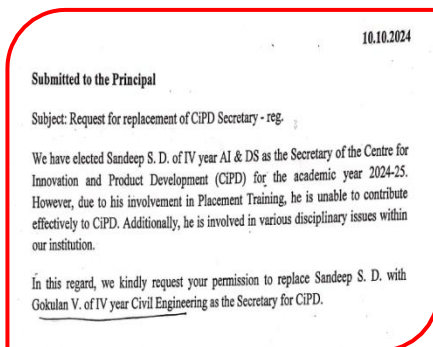 10.10.2024
Submitted to the Principal
Subject: Request for replacement of CiPD Secretary - reg.
We have elected Sandeep S. D. of IV year AI & DS as the Secretary of the Centre for
Innovation and Product Development (CiPD) for the academic year 2024-25.
However, due to his involvement in Placement Training, he is unable to contribute
effectively to CiPD. Additionally, he is involved in various disciplinary issues within
our institution.
In this regard, we kindly request your permission to replace Sandeep S. D. with
Gokulan V. of IV year Civil Engineering as the Secretary for CiPD.